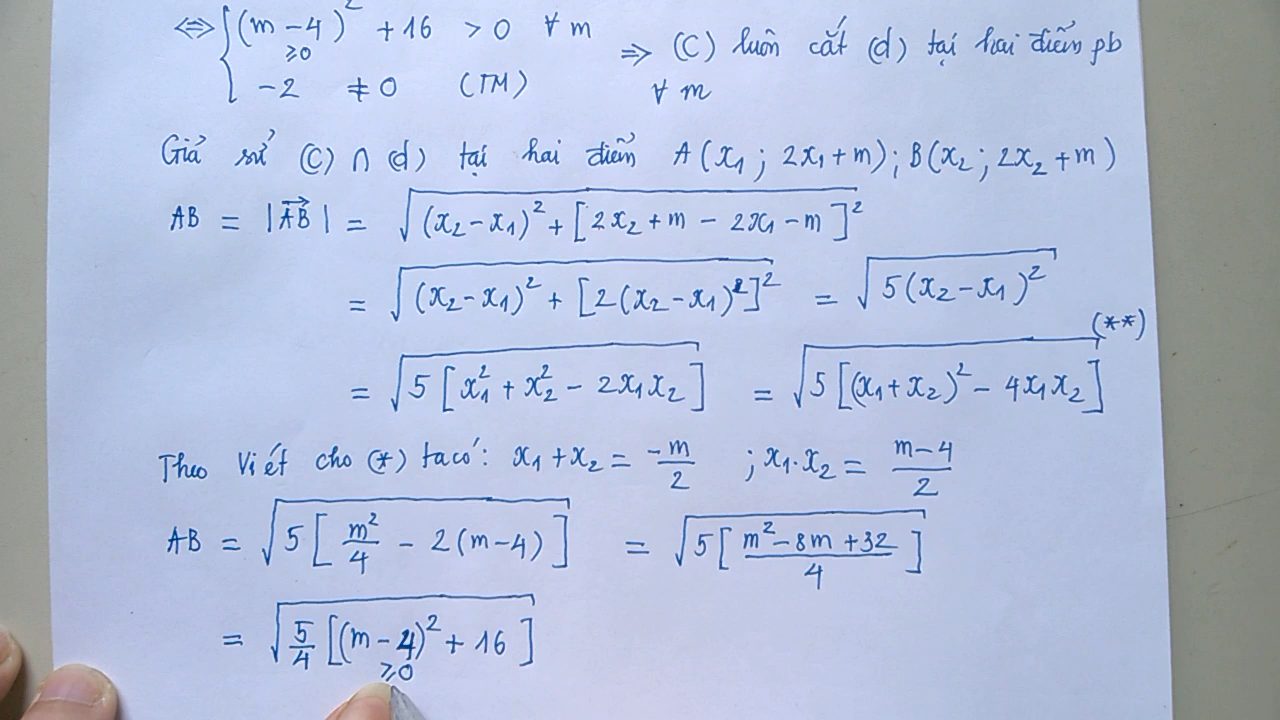 ⇔ { (m − 4)² + 16 > 0 ∀ m
≥0
−2 ≠ 0 (TM)
⇒ (C) luôn cắt (d) tại hai điểm pb
∀ m
Giả sử (C) ∩ (d) tại hai điểm A(x₁ ; 2x₁ + m) ; B(x₂ ; 2x₂ + m)
AB = |\overrightarrow{AB}| = √((x₂ − x₁)² + [2x₂ + m − 2x₁ − m]²)
= √((x₂ − x₁)² + [2(x₂ − x₁)²]²) = √(5(x₂ − x₁)²)
= √(5[x₁² + x₂² − 2x₁x₂]) = √(5[(x₁ + x₂)² − 4x₁x₂]) (**)
Theo Viét cho (*) ta có : x₁ + x₂ = −m/2 ; x₁.x₂ = (m−4)/2
AB = √(5[m²/4 − 2(m−4)]) = √(5[(m² − 8m + 32)/4])
= √(5/4[(m − 4)² + 16])
≥0